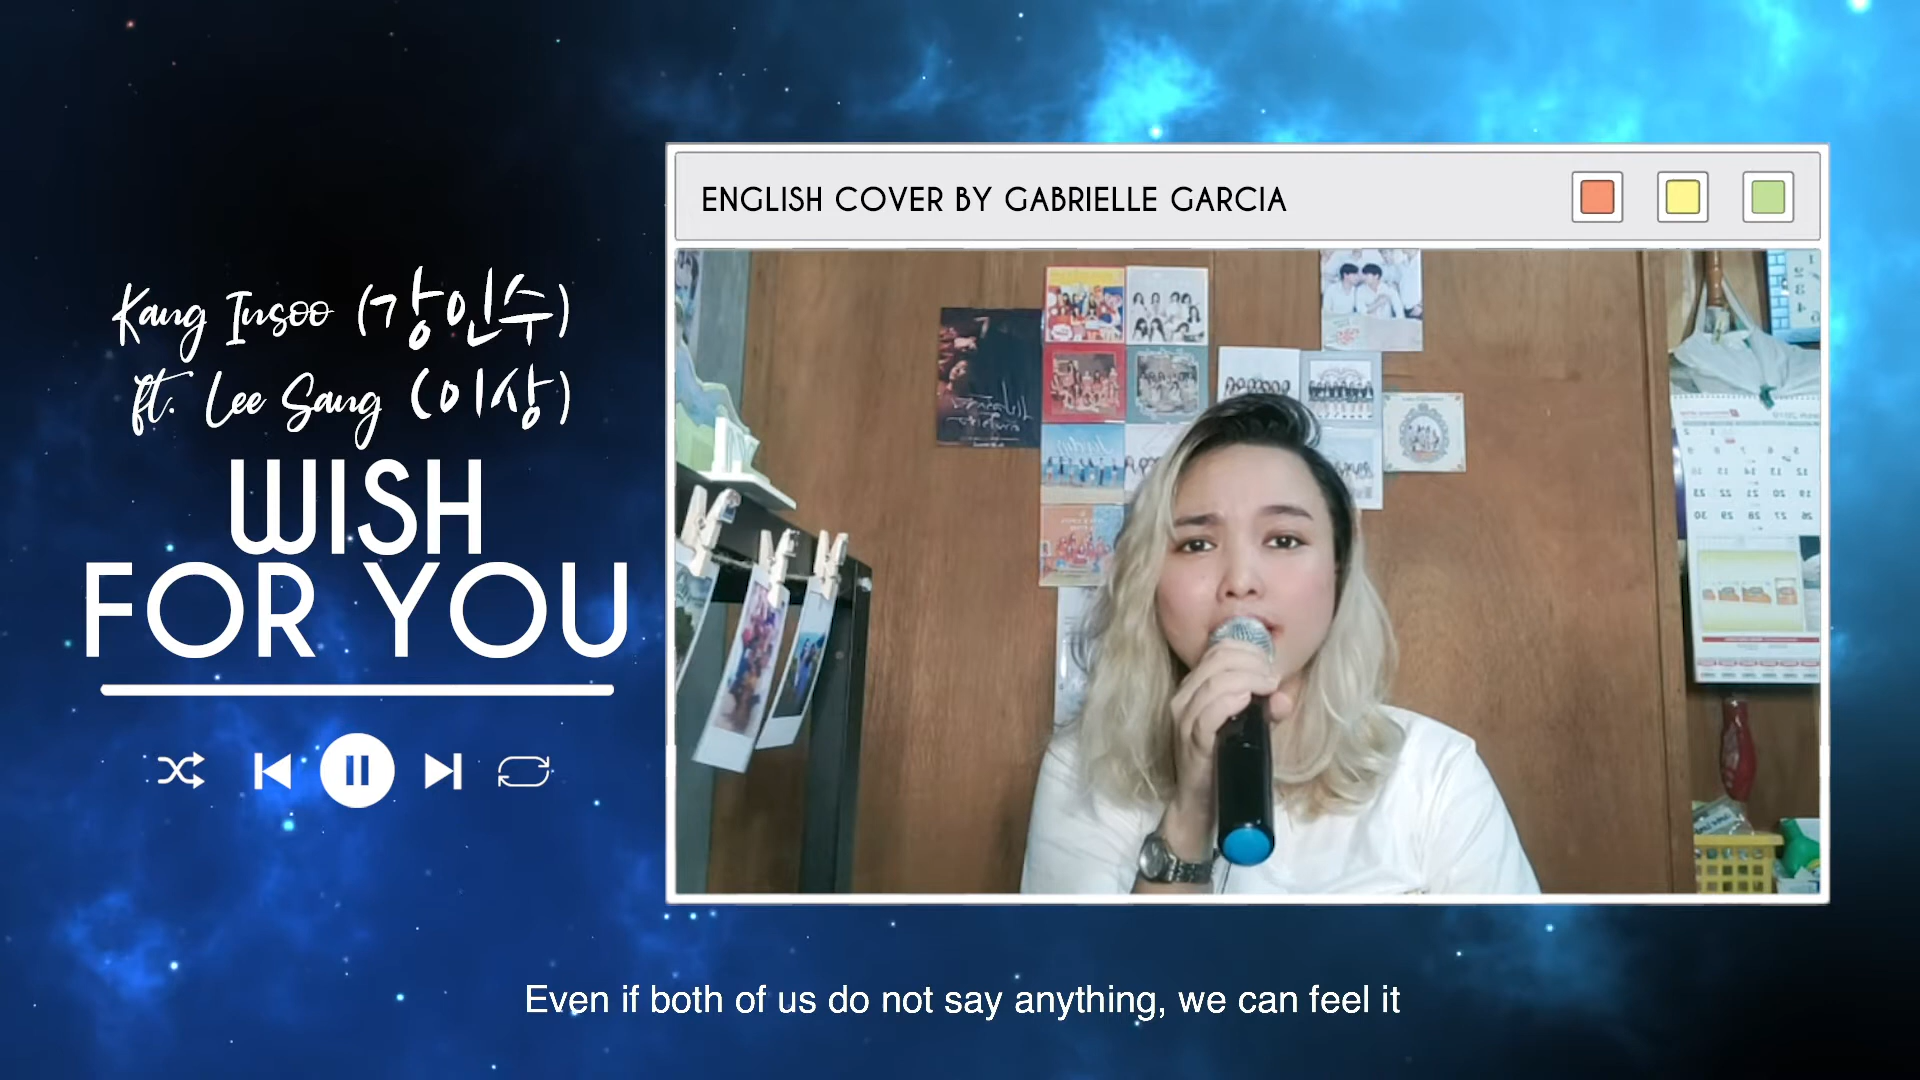 Kang Insoo (강인수)
ft. Lee Sang (이상)
WISH
FOR YOU
ENGLISH COVER BY GABRIELLE GARCIA
Even if both of us do not say anything, we can feel it